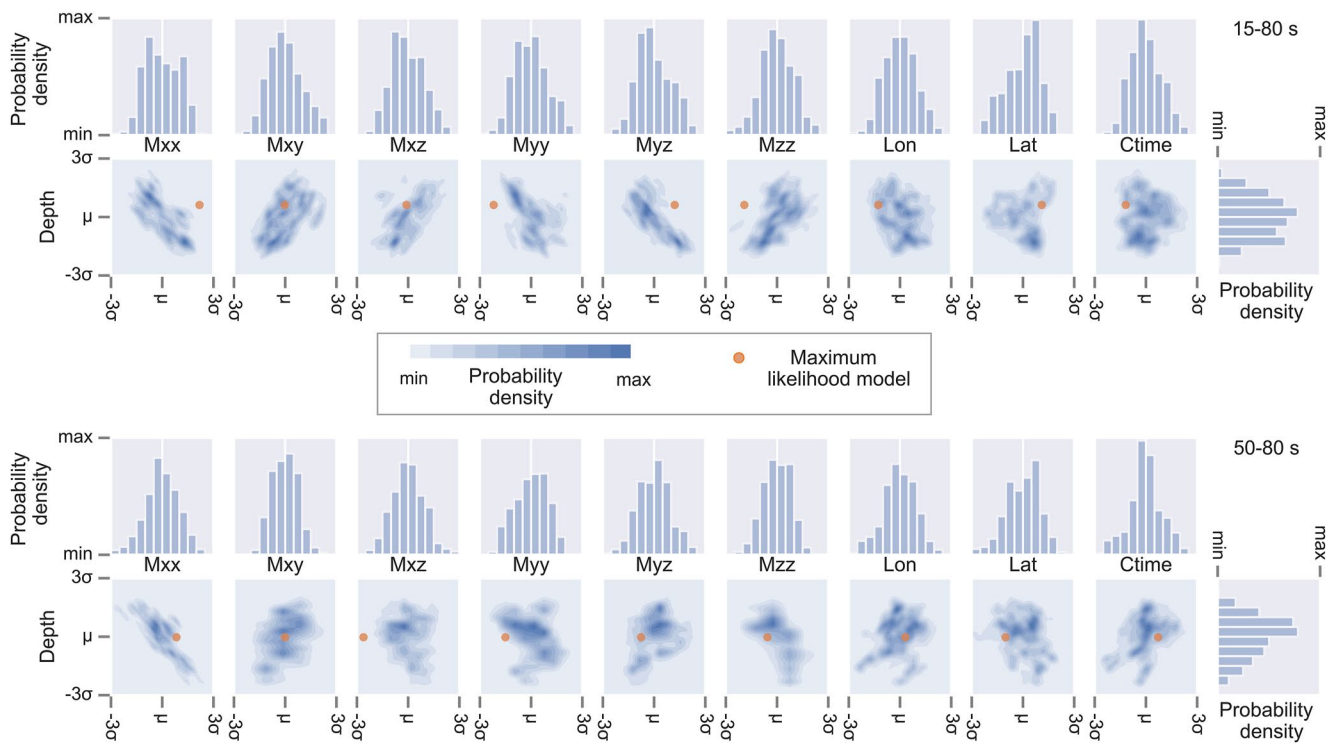 max
Probability
density
min
15-80 s
min
max
Mxx Mxy Mxz Myy Myz Mzz Lon Lat Ctime
3σ
Depth
μ
-3σ
-3σ μ 3σ -3σ μ 3σ -3σ μ 3σ -3σ μ 3σ -3σ μ 3σ -3σ μ 3σ -3σ μ 3σ -3σ μ 3σ -3σ μ 3σ
Probability
density
min
Probability
density
max
Maximum
likelihood model
max
Probability
density
min
50-80 s
min
max
Mxx Mxy Mxz Myy Myz Mzz Lon Lat Ctime
3σ
Depth
μ
-3σ
-3σ μ 3σ -3σ μ 3σ -3σ μ 3σ -3σ μ 3σ -3σ μ 3σ -3σ μ 3σ -3σ μ 3σ -3σ μ 3σ -3σ μ 3σ
Probability
density